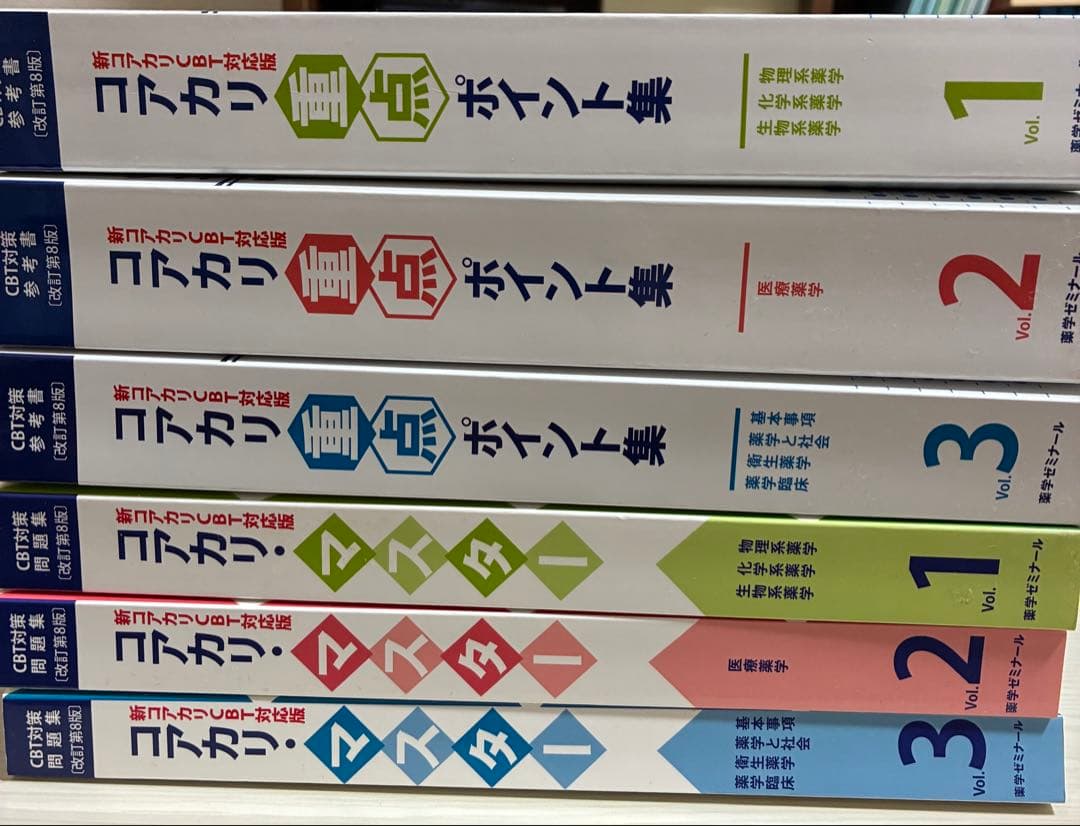 参考書
〔改訂第8版〕
新コアカリCBT対応版
コアカリ重点ポイント集
物理系薬学
化学系薬学
生物系薬学
Vol.1
CBT対策
参考書
〔改訂第8版〕
新コアカリCBT対応版
コアカリ重点ポイント集
医療薬学
Vol.2
薬学ゼミナール
CBT対策
参考書
〔改訂第8版〕
新コアカリCBT対応版
コアカリ重点ポイント集
基本事項
薬学と社会
衛生薬学
薬学臨床
Vol.3
薬学ゼミナール
CBT対策
問題集
〔改訂第8版〕
新コアカリCBT対応版
コアカリ・マスター
物理系薬学
化学系薬学
生物系薬学
Vol.1
薬学ゼミナール
CBT対策
問題集
〔改訂第8版〕
新コアカリCBT対応版
コアカリ・マスター
医療薬学
Vol.2
薬学ゼミナール
CBT対策
問題集
〔改訂第8版〕
新コアカリCBT対応版
コアカリ・マスター
基本事項
薬学と社会
衛生薬学
薬学臨床
Vol.3
薬学ゼミナール